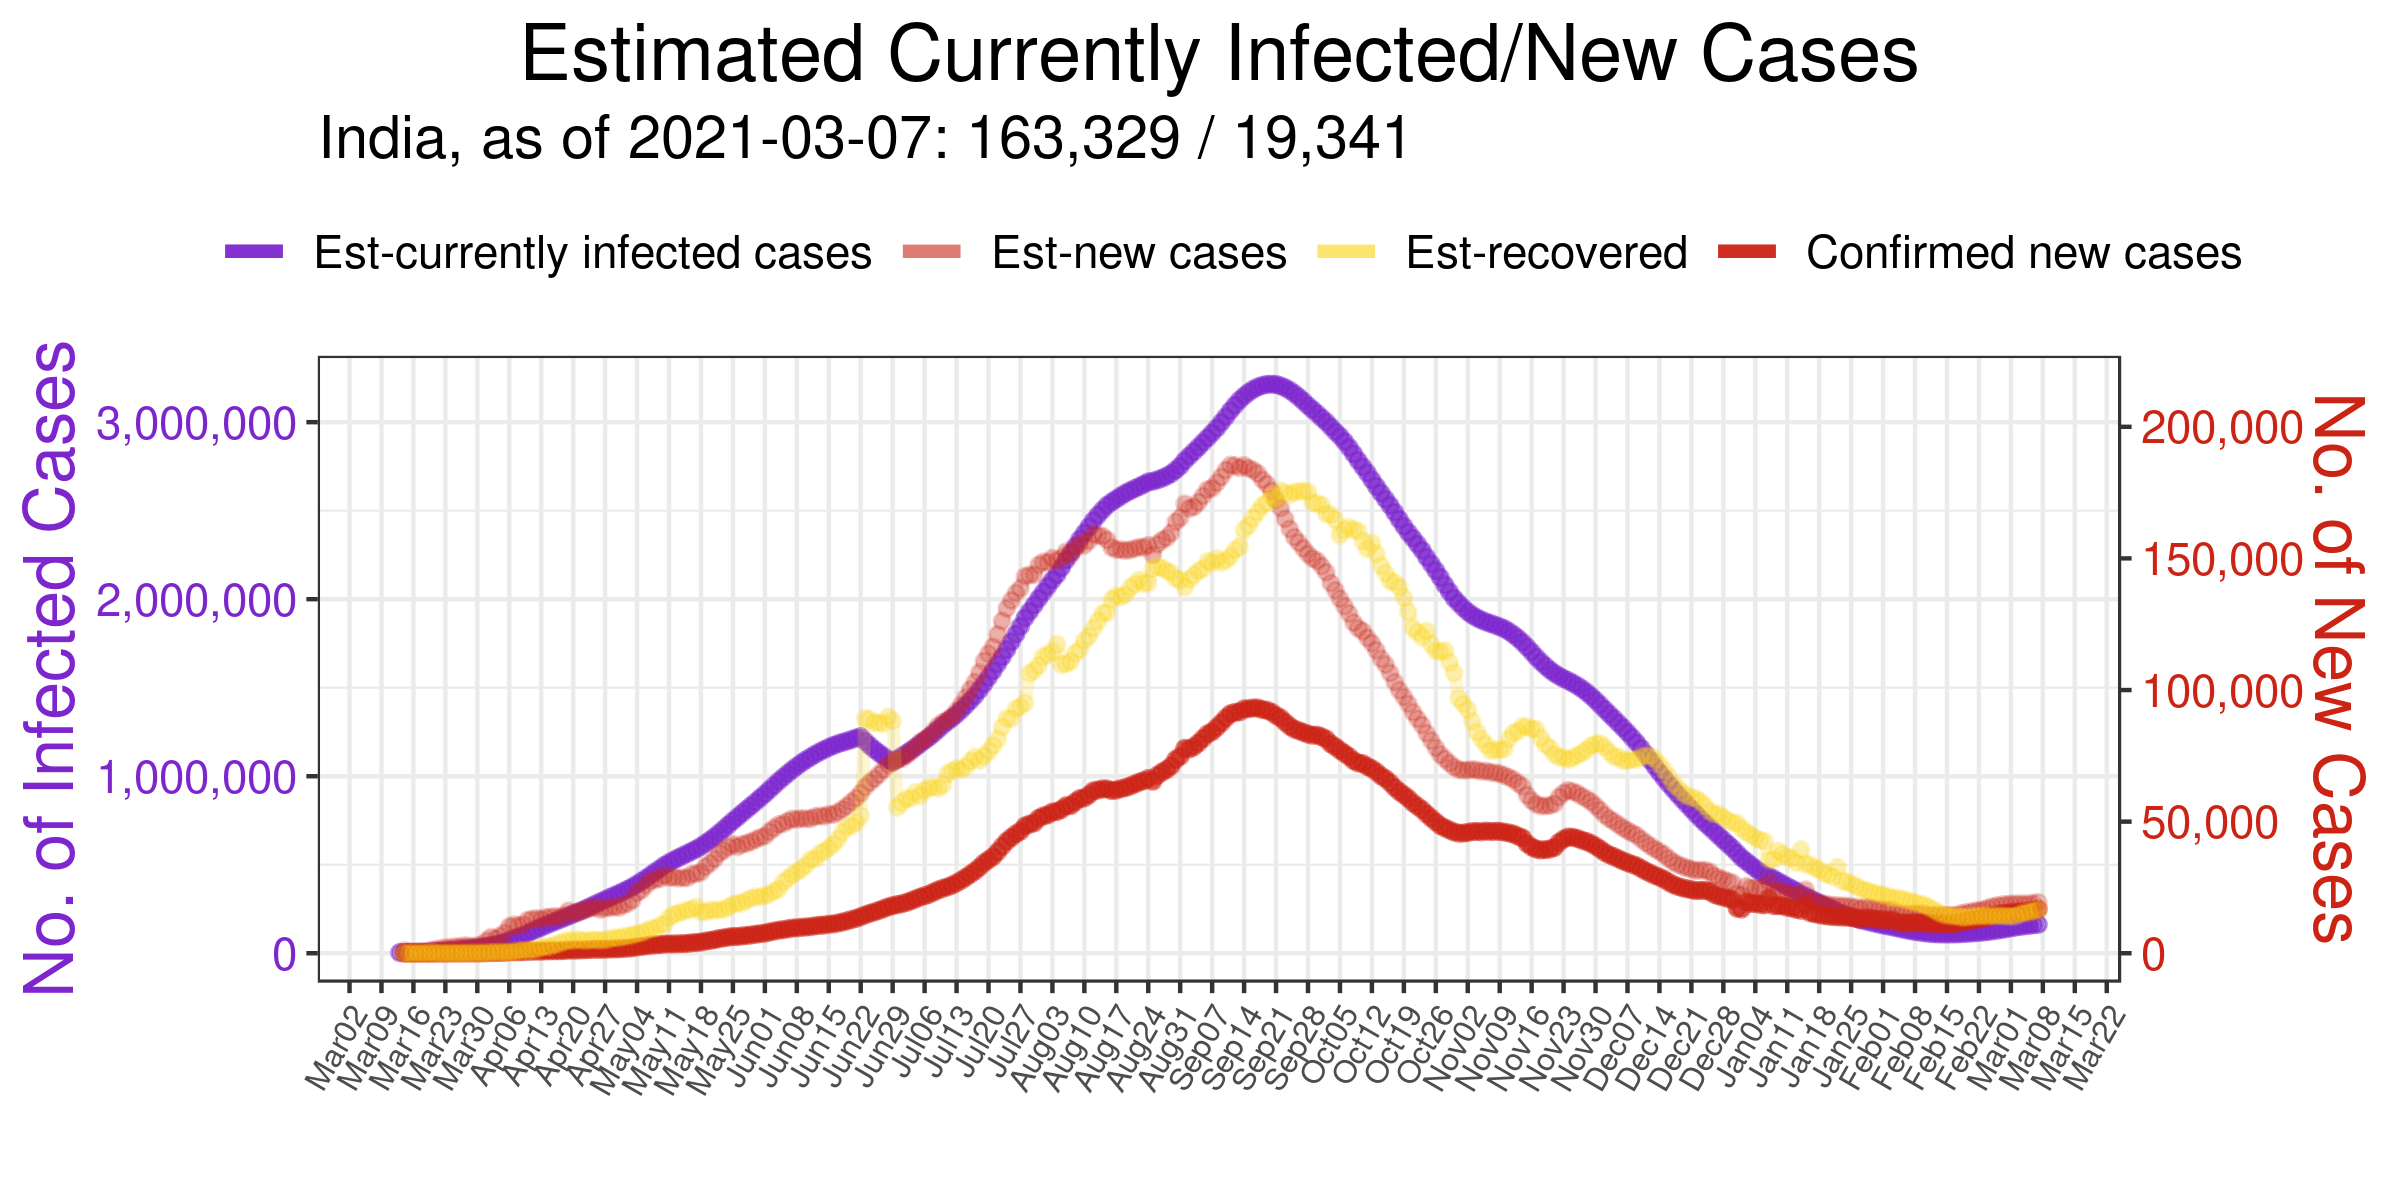 Estimated Currently Infected/New Cases
India, as of 2021-03-07: 163,329 / 19,341
Est-currently infected cases Est-new cases Est-recovered Confirmed new cases
No. of Infected Cases
3,000,000
2,000,000
1,000,000
0
200,000
150,000
100,000
50,000
0
No. of New Cases
Mar02 Mar09 Mar16 Mar23 Mar30 Apr06 Apr13 Apr20 Apr27 May04 May11 May18 May25 Jun01 Jun08 Jun15 Jun22 Jun29 Jul06 Jul13 Jul20 Jul27 Aug03 Aug10 Aug17 Aug24 Aug31 Sep07 Sep14 Sep21 Sep28 Oct05 Oct12 Oct19 Oct26 Nov02 Nov09 Nov16 Nov23 Nov30 Dec07 Dec14 Dec21 Dec28 Jan04 Jan11 Jan18 Jan25 Feb01 Feb08 Feb15 Feb22 Mar01 Mar08 Mar15 Mar22